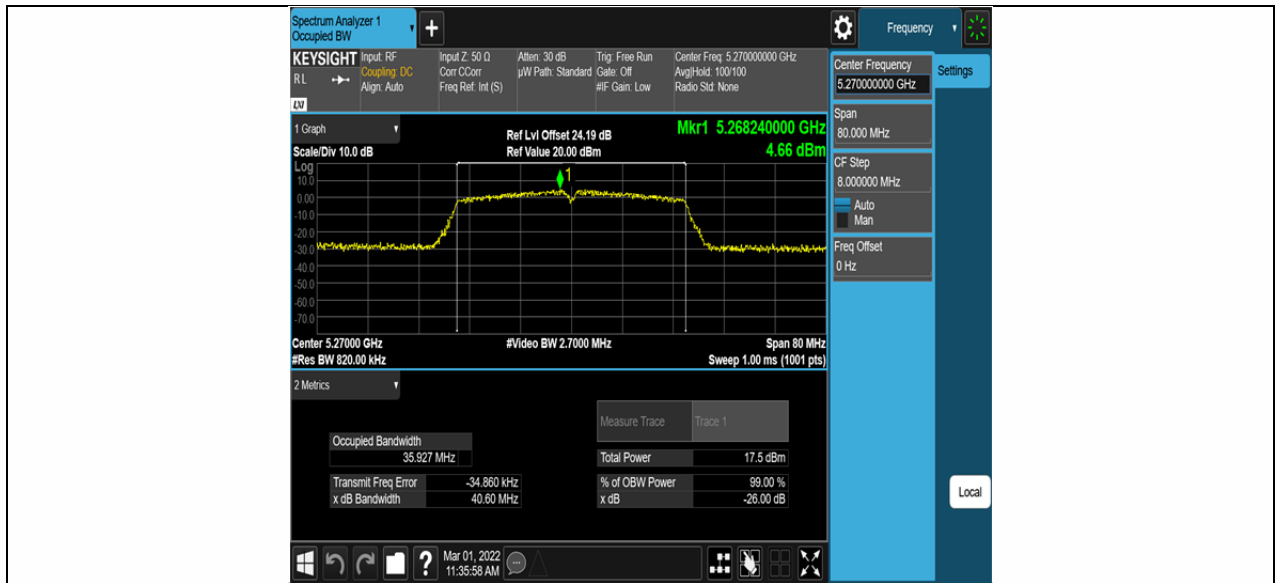 Spectrum Analyzer 1
Occupied BW
+
Frequency
KEYSIGHT
RL
LXI
Input: RF
Coupling: DC
Align: Auto
Input Z: 50 Ω
Corr CCorr
Freq Ref: Int (S)
Atten: 30 dB
µW Path: Standard
Trig: Free Run
Gate: Off
#IF Gain: Low
Center Freq: 5.270000000 GHz
Avg|Hold: 100/100
Radio Std: None
Center Frequency
5.270000000 GHz
Settings
Span
80.000 MHz
CF Step
8.000000 MHz
Auto
Man
Freq Offset
0 Hz
Local
1 Graph
Scale/Div 10.0 dB
Ref Lvl Offset 24.19 dB
Ref Value 20.00 dBm
Mkr1 5.268240000 GHz
4.66 dBm
Log
10.0
0.00
-10.0
-20.0
-30.0
-40.0
-50.0
-60.0
-70.0
1
Center 5.27000 GHz
#Res BW 820.00 kHz
#Video BW 2.7000 MHz
Span 80 MHz
Sweep 1.00 ms (1001 pts)
2 Metrics
Measure Trace
Trace 1
Occupied Bandwidth
35.927 MHz
Total Power
17.5 dBm
Transmit Freq Error
-34.860 kHz
% of OBW Power
99.00 %
x dB Bandwidth
40.60 MHz
x dB
-26.00 dB
?
Mar 01, 2022
11:35:58 AM